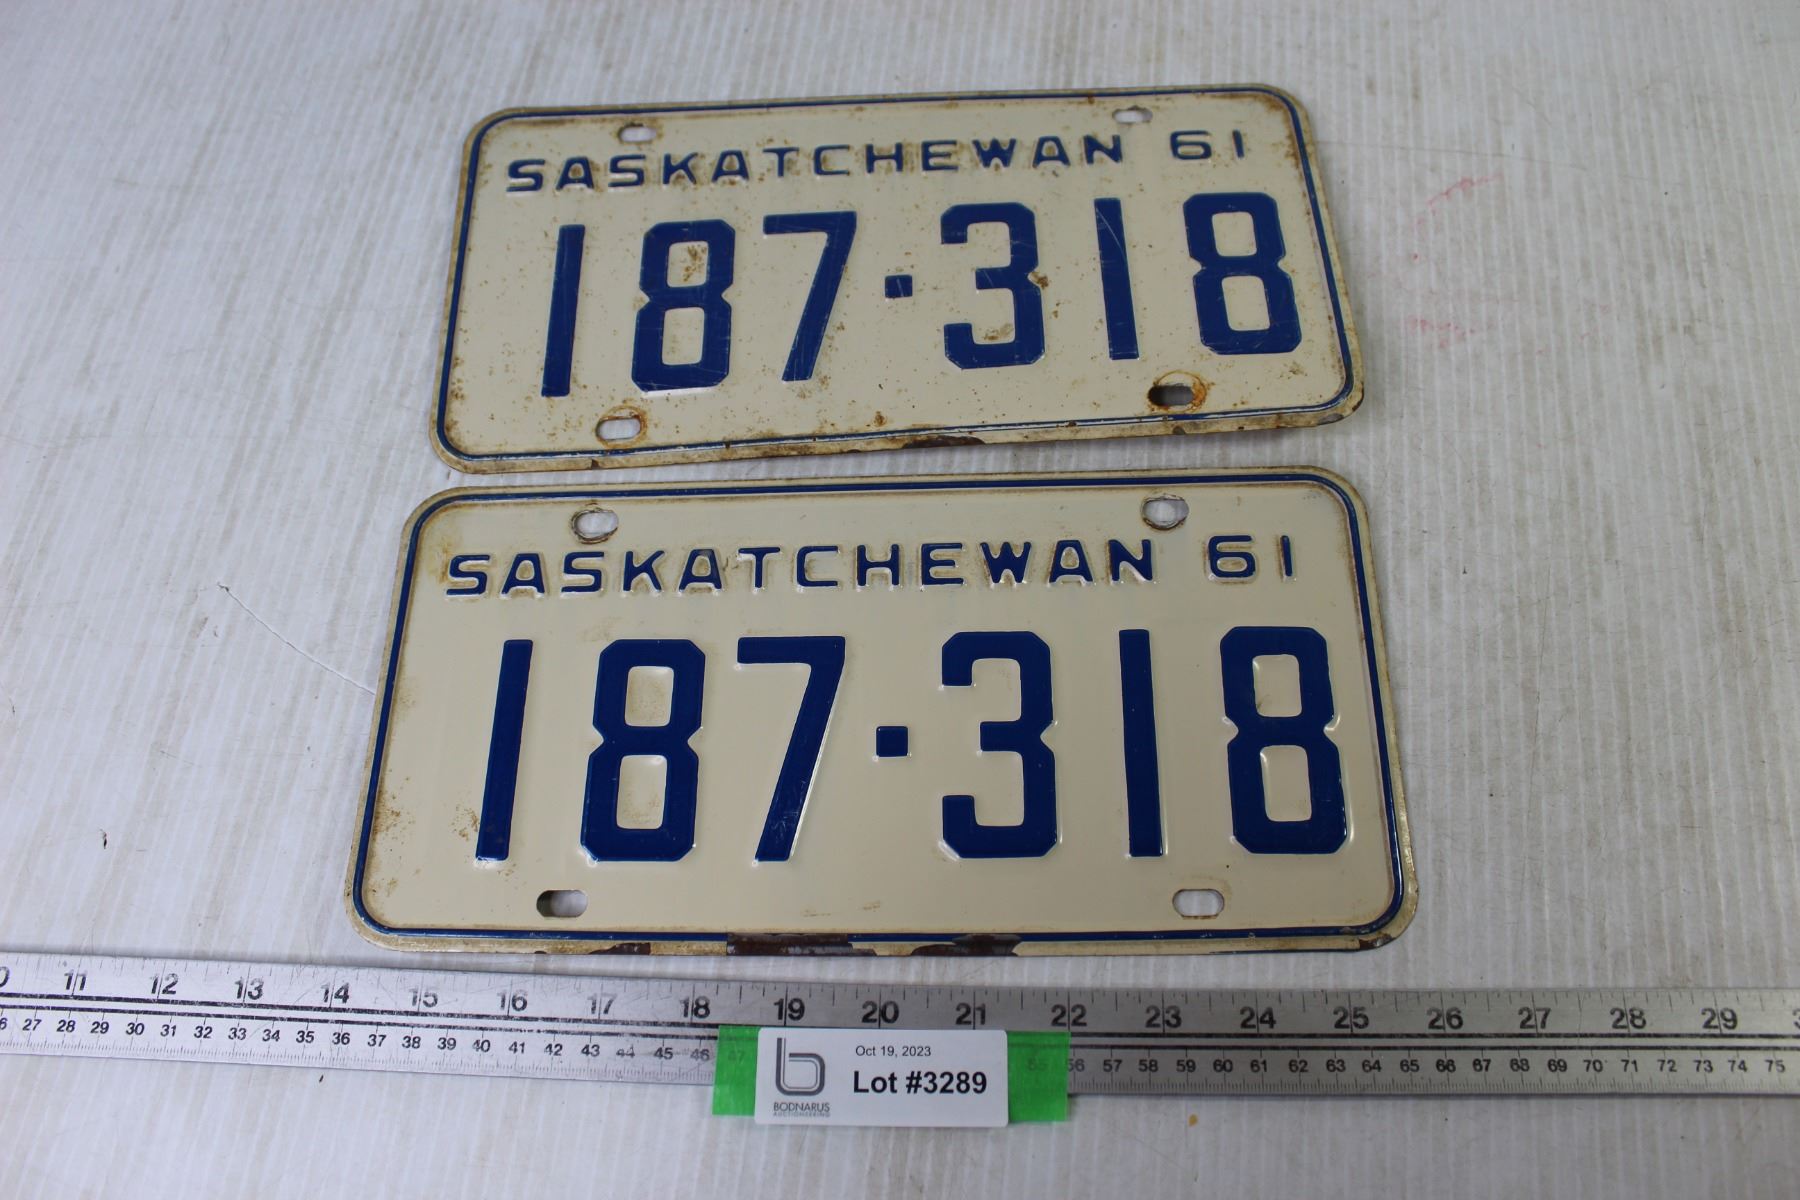 SASKATCHEWAN 61
187·318
SASKATCHEWAN 61
187·318
11 12 13 14 15 16 17 18 19 20 21 22 23 24 25 26 27 28 29
27 28 29 30 31 32 33 34 35 36 37 38 39 40 41 42 43 44 45 46 47 55 56 57 58 59 60 61 62 63 64 65 66 67 68 69 70 71 72 73 74 75
Oct 19, 2023
Lot #3289
BODNARUS
AUCTIONEERING